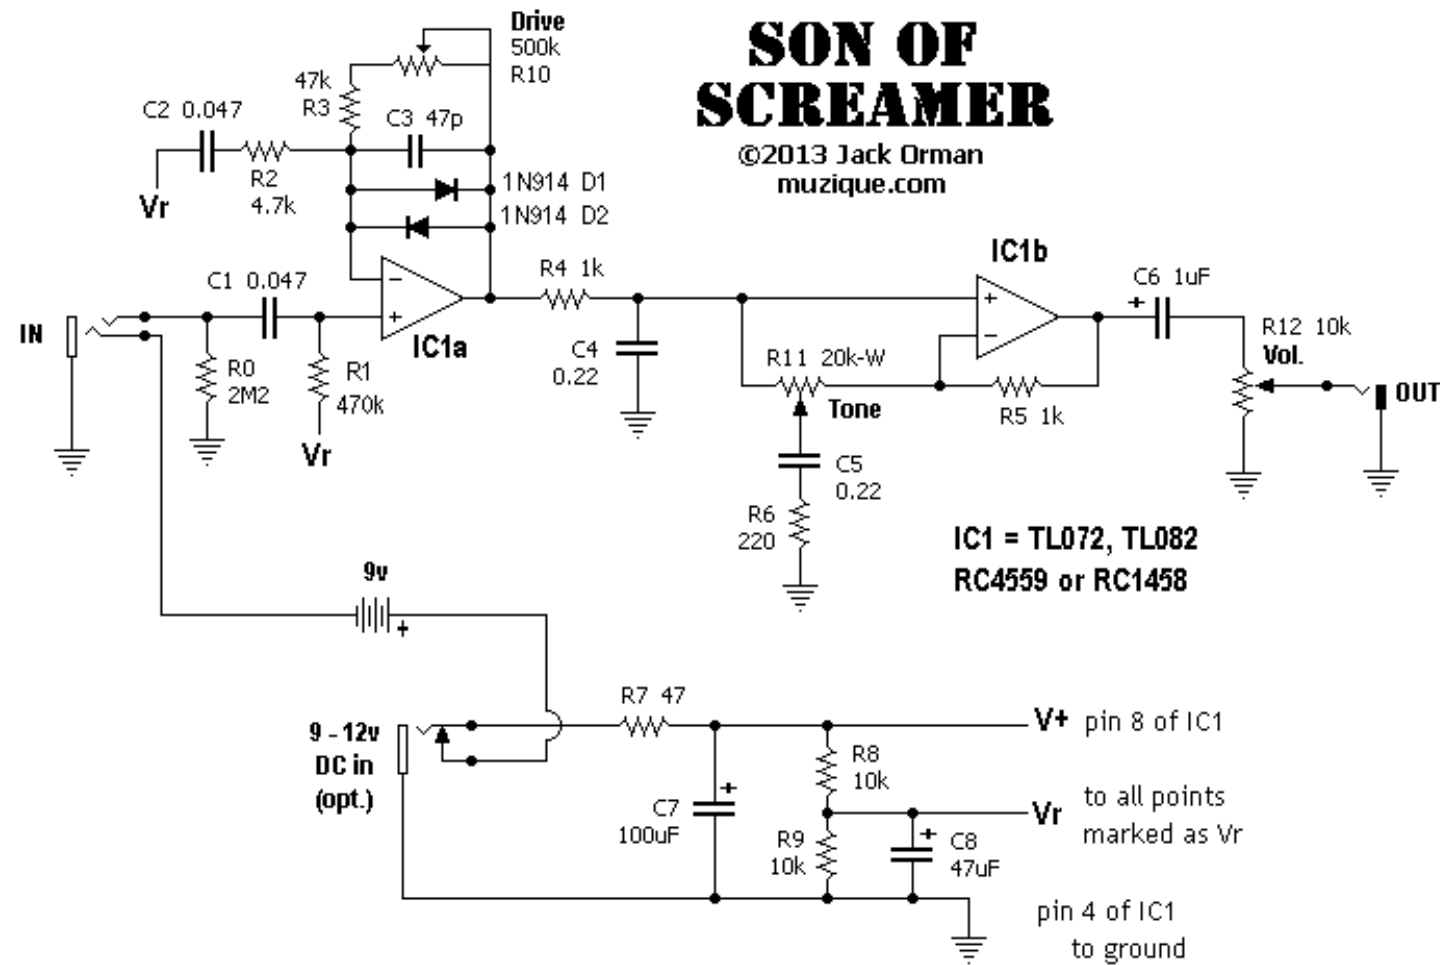 SON OF
SCREAMER
©2013 Jack Orman
muzique.com
Drive
500k
R10
47k
R3
C2 0.047
C3 47p
R2
4.7k
Vr
1N914 D1
1N914 D2
C1 0.047
IN
R0
2M2
R1
470k
Vr
−
+
IC1a
R4 1k
C4
0.22
R11 20k-W
Tone
C5
0.22
R6
220
IC1b
+
−
R5 1k
C6 1uF
+
R12 10k
Vol.
OUT
IC1 = TL072, TL082
RC4559 or RC1458
9v
+
9 - 12v
DC in
(opt.)
R7 47
C7
100uF
+
R8
10k
R9
10k
+
C8
47uF
V+ pin 8 of IC1
Vr to all points
marked as Vr
pin 4 of IC1
to ground